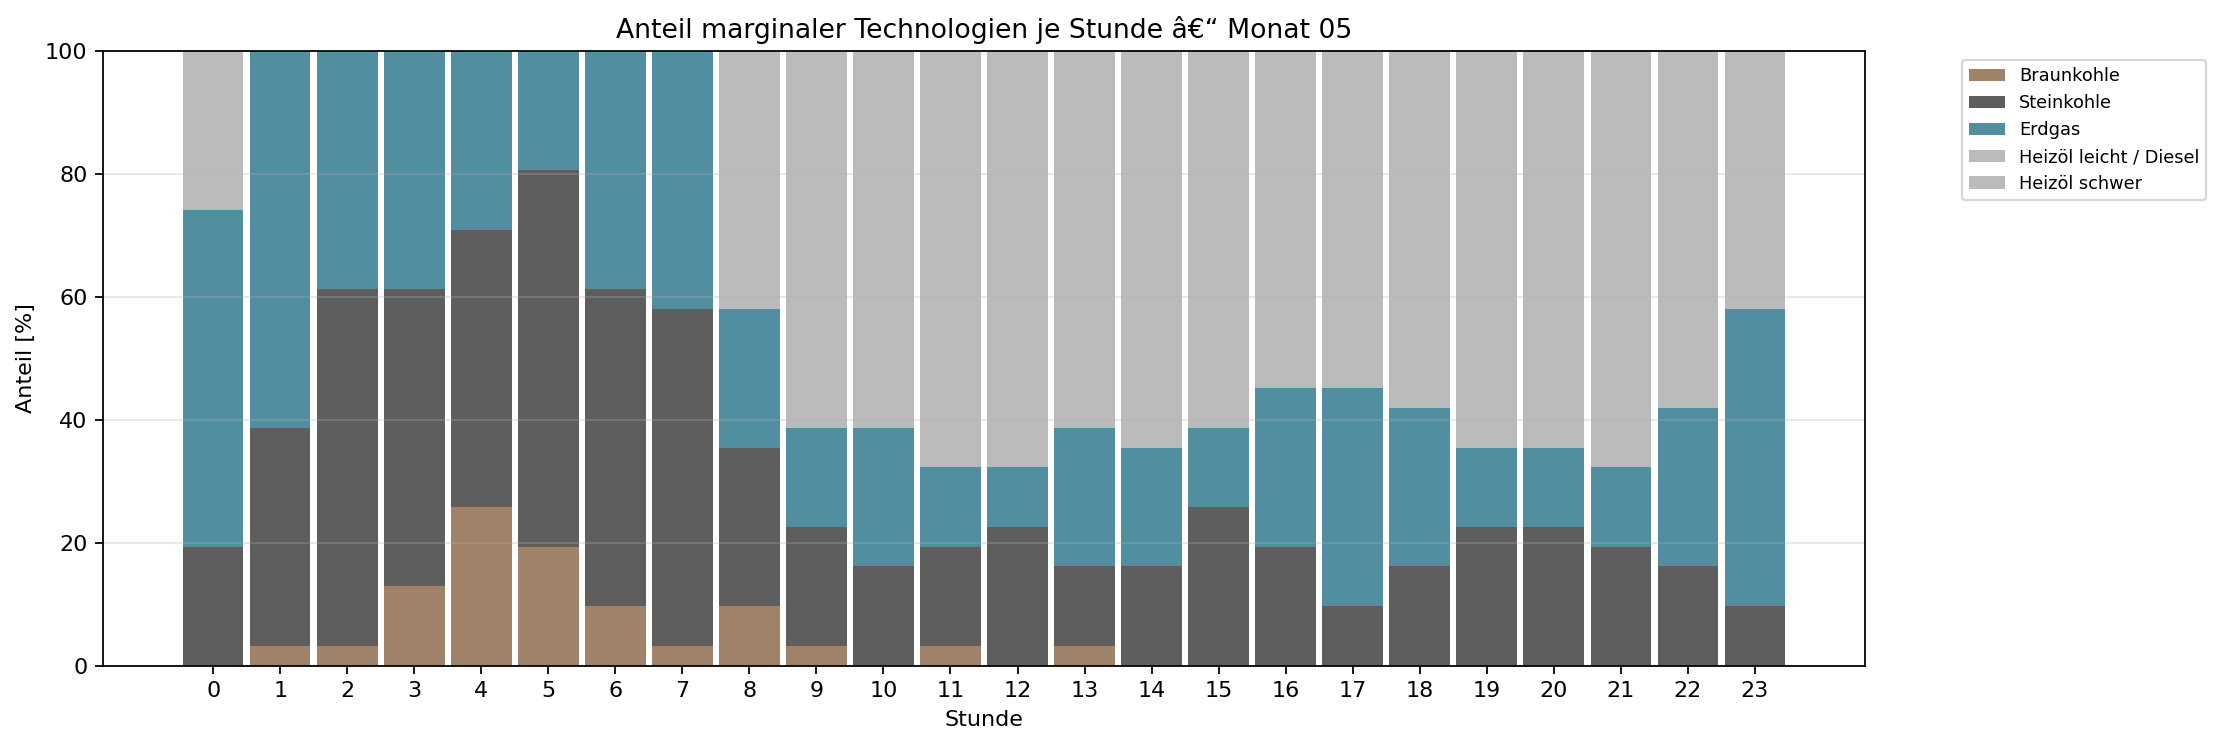 Anteil marginaler Technologien je Stunde â€“ Monat 05
Anteil [%]
100
80
60
40
20
0
0 1 2 3 4 5 6 7 8 9 10 11 12 13 14 15 16 17 18 19 20 21 22 23
Stunde
Braunkohle
Steinkohle
Erdgas
Heizöl leicht / Diesel
Heizöl schwer